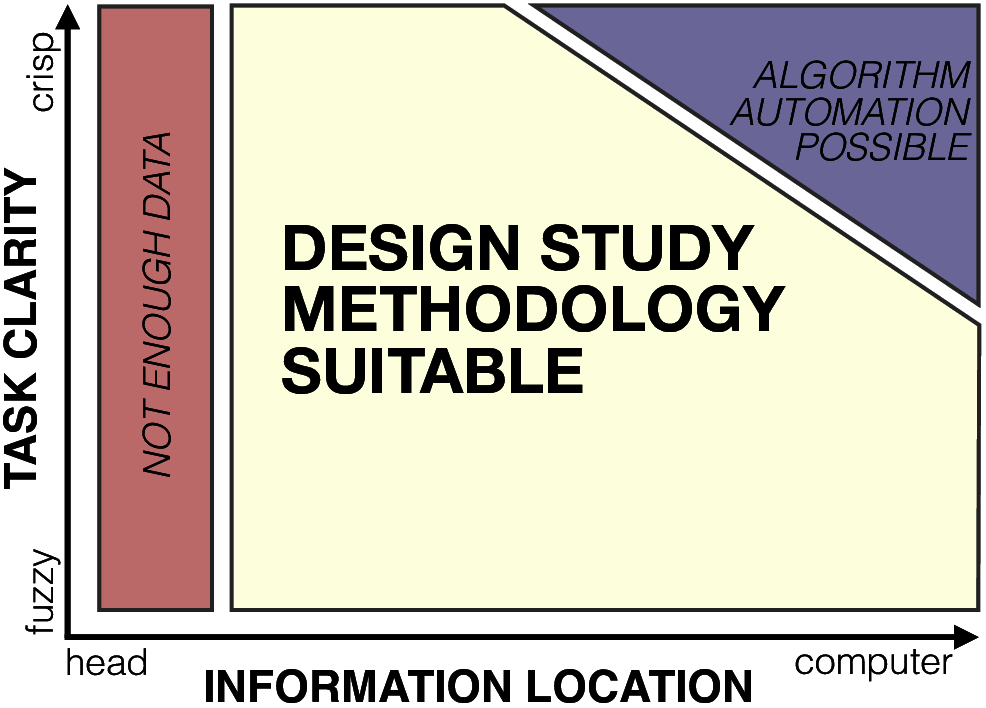 crisp
TASK CLARITY
fuzzy
NOT ENOUGH DATA
DESIGN STUDY
METHODOLOGY
SUITABLE
ALGORITHM
AUTOMATION
POSSIBLE
head
computer
INFORMATION LOCATION